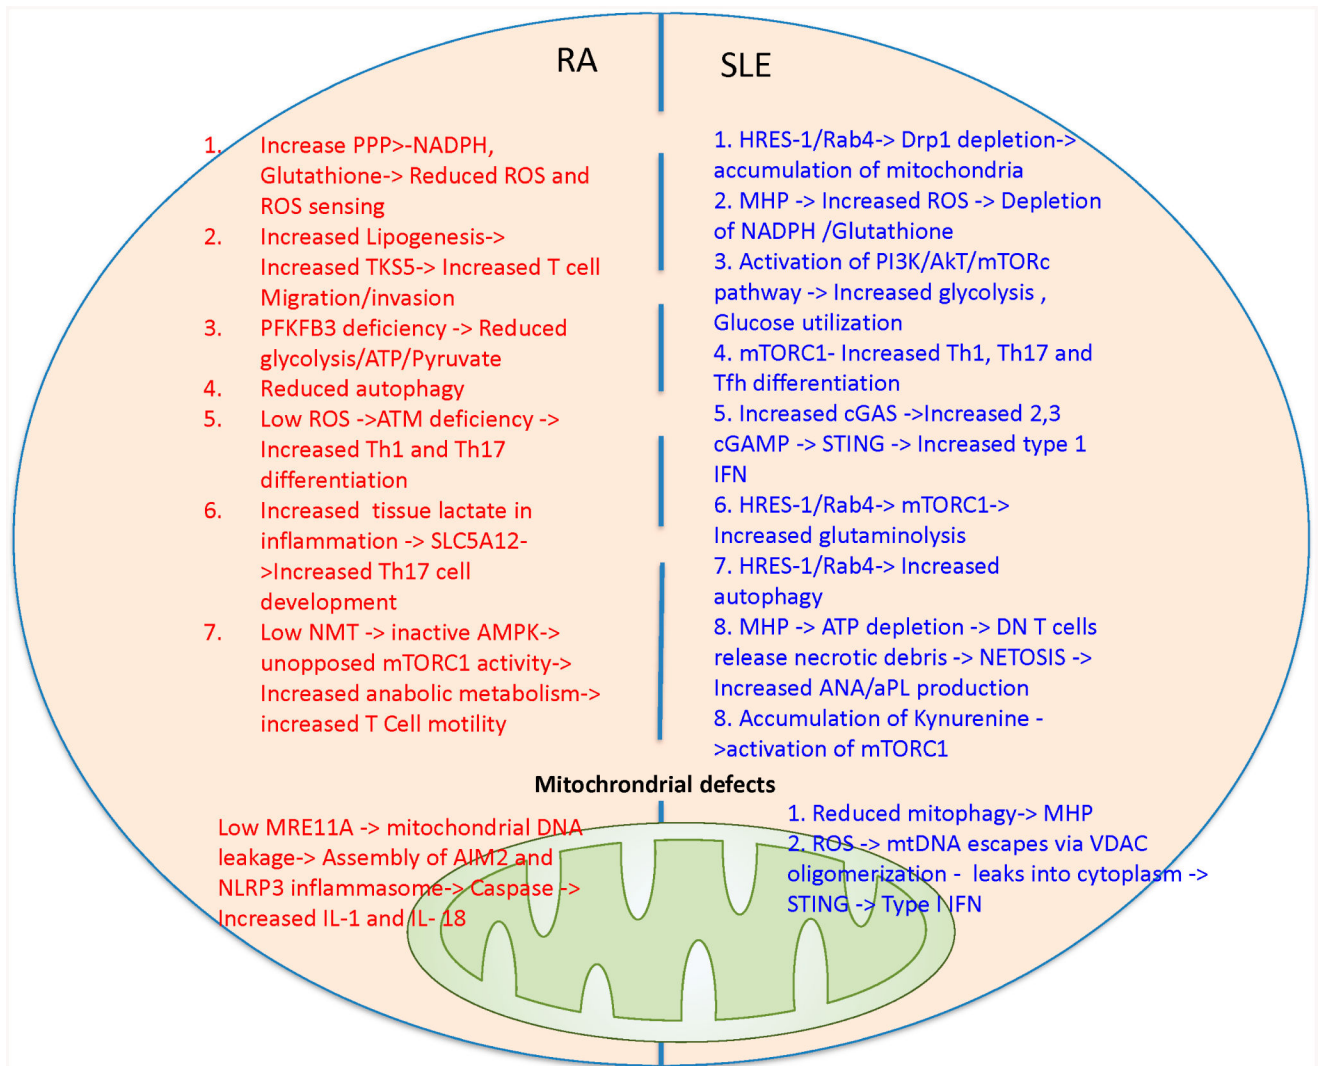 RA
1. Increase PPP>-NADPH,
Glutathione-> Reduced ROS and
ROS sensing
2. Increased Lipogenesis->
Increased TKS5-> Increased T cell
Migration/invasion
3. PFKFB3 deficiency -> Reduced
glycolysis/ATP/Pyruvate
4. Reduced autophagy
5. Low ROS ->ATM deficiency ->
Increased Th1 and Th17
differentiation
6. Increased tissue lactate in
inflammation -> SLC5A12-
>Increased Th17 cell
development
7. Low NMT -> inactive AMPK->
unopposed mTORC1 activity->
Increased anabolic metabolism->
increased T Cell motility
SLE
1. HRES-1/Rab4-> Drp1 depletion->
accumulation of mitochondria
2. MHP -> Increased ROS -> Depletion
of NADPH /Glutathione
3. Activation of PI3K/AkT/mTORc
pathway -> Increased glycolysis ,
Glucose utilization
4. mTORC1- Increased Th1, Th17 and
Tfh differentiation
5. Increased cGAS ->Increased 2,3
cGAMP -> STING -> Increased type 1
IFN
6. HRES-1/Rab4-> mTORC1->
Increased glutaminolysis
7. HRES-1/Rab4-> Increased
autophagy
8. MHP -> ATP depletion -> DN T cells
release necrotic debris -> NETOSIS ->
Increased ANA/aPL production
8. Accumulation of Kynurenine -
>activation of mTORC1
Mitochrondrial defects
Low MRE11A -> mitochondrial DNA
leakage-> Assembly of AIM2 and
NLRP3 inflammasome-> Caspase ->
Increased IL-1 and IL- 18
1. Reduced mitophagy-> MHP
2. ROS -> mtDNA escapes via VDAC
oligomerization - leaks into cytoplasm ->
STING -> Type I IFN